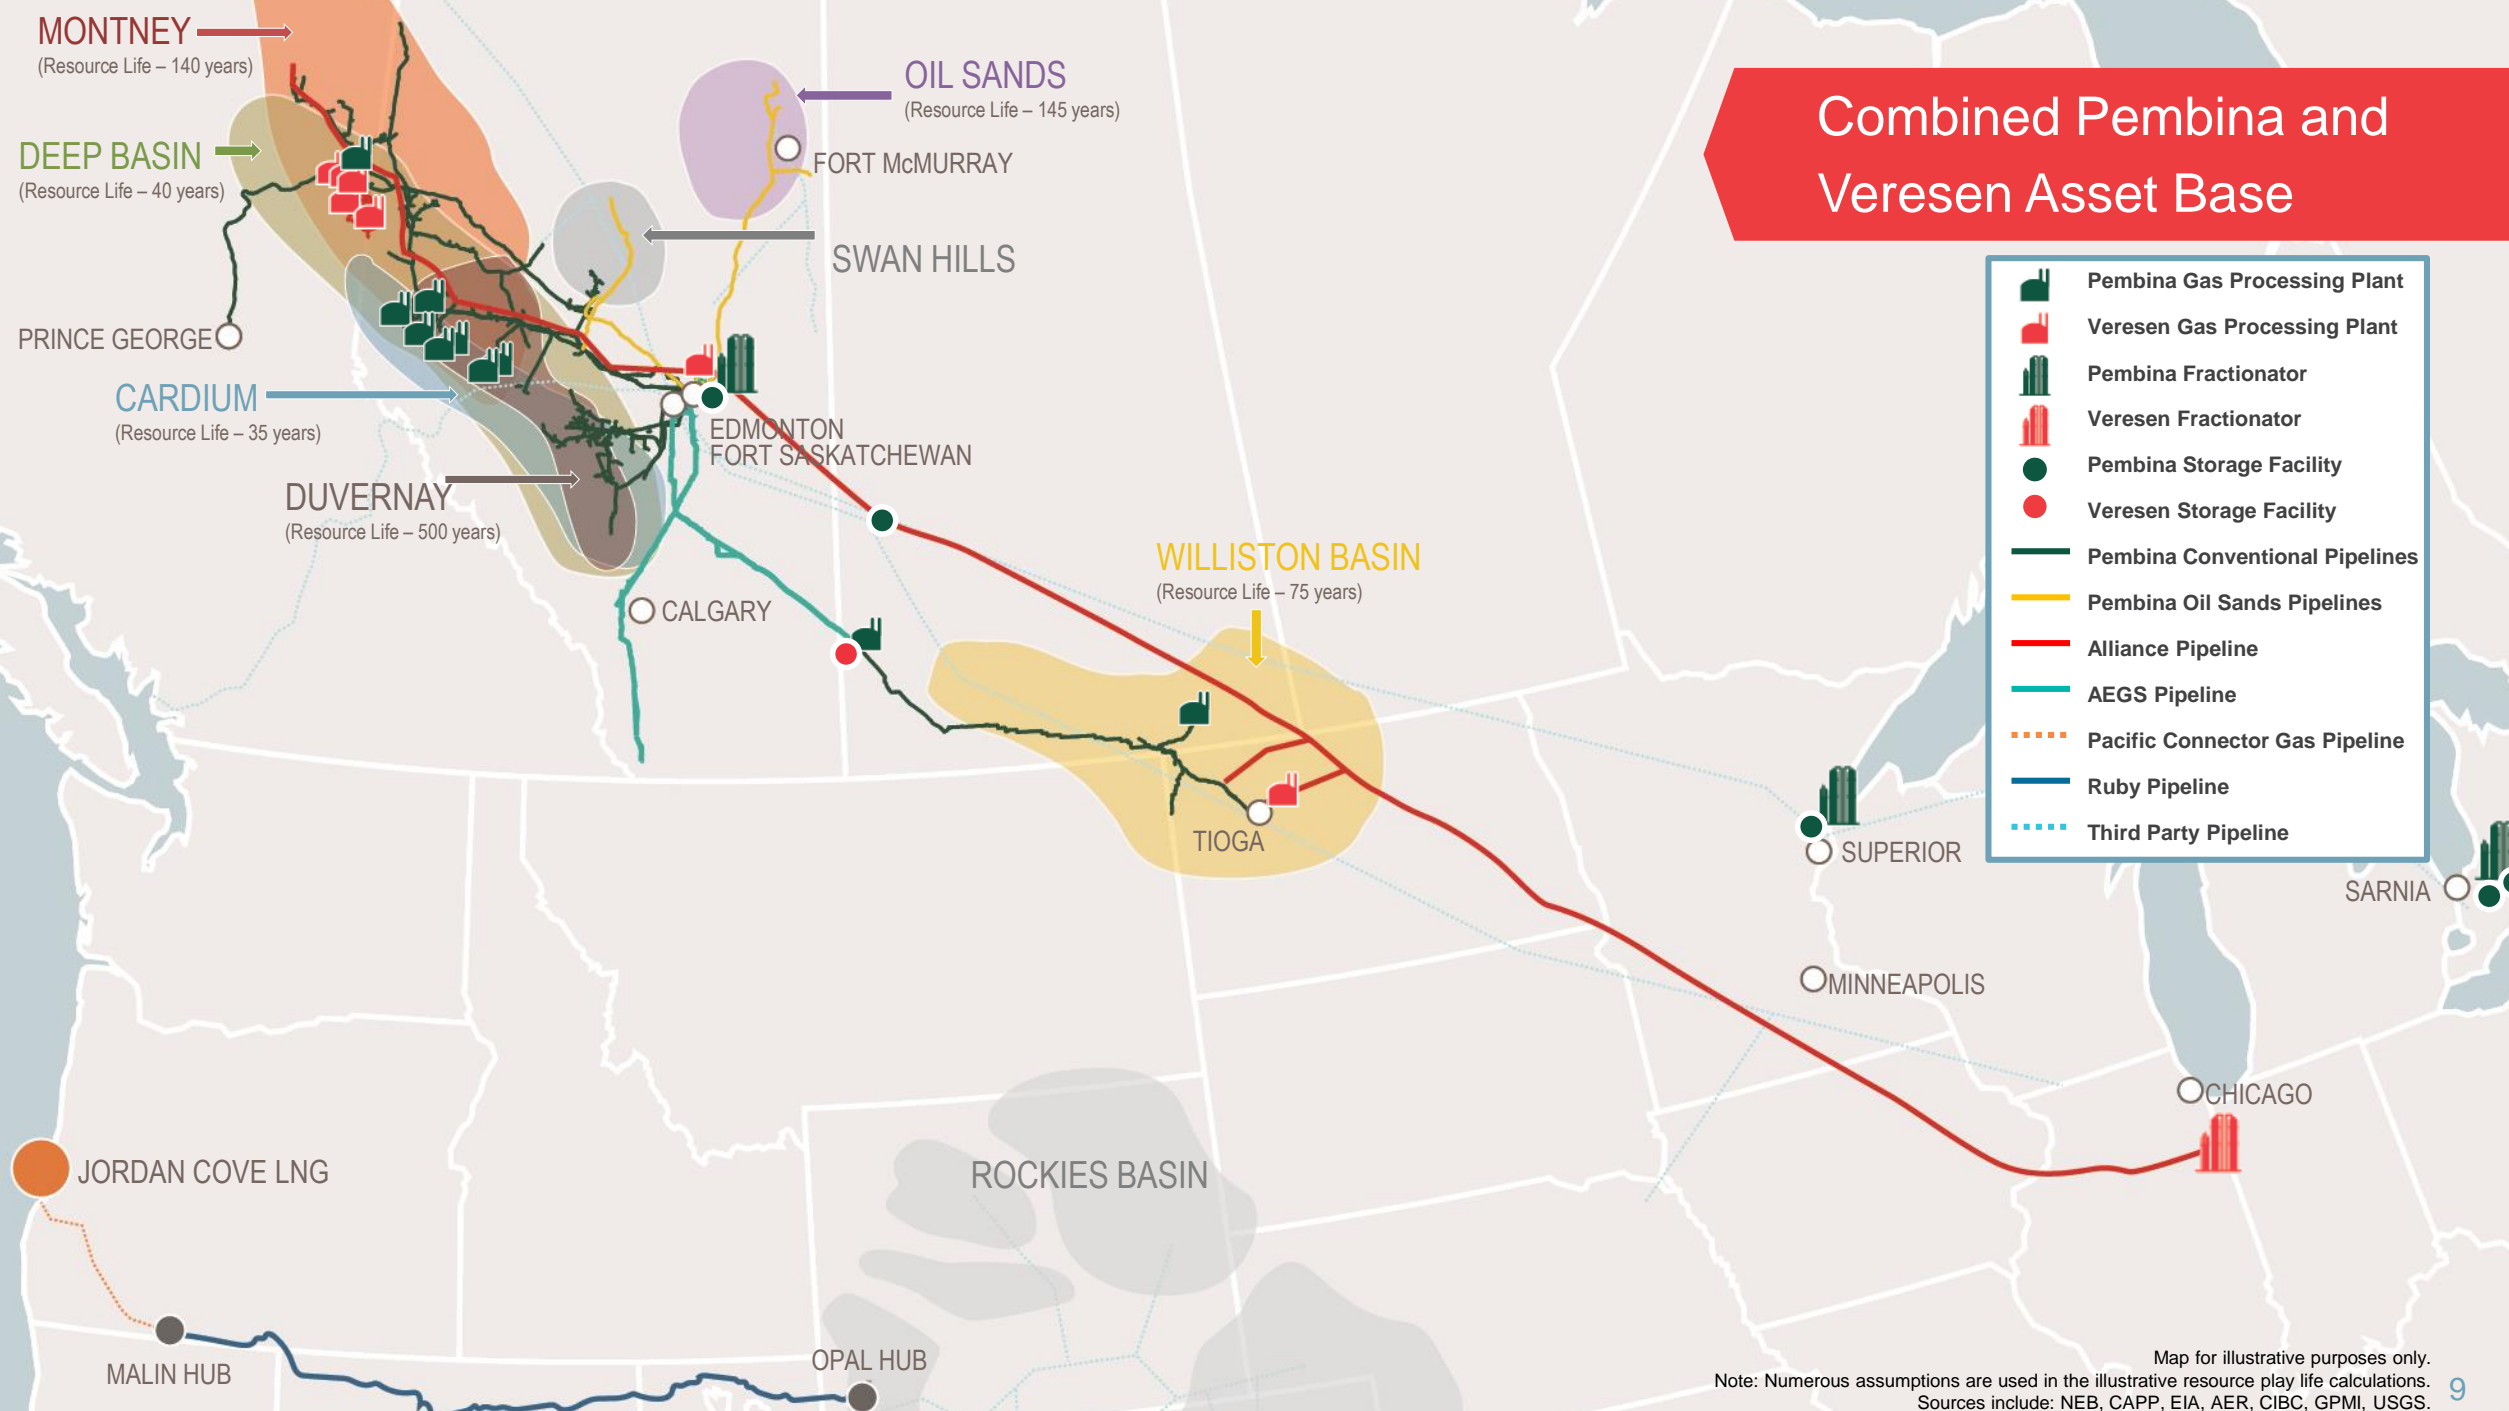 MONTNEY
(Resource Life – 140 years)
OIL SANDS
(Resource Life – 145 years)
Combined Pembina and
Veresen Asset Base
DEEP BASIN
(Resource Life – 40 years)
FORT McMURRAY
SWAN HILLS
PRINCE GEORGE
CARDIUM
(Resource Life – 35 years)
EDMONTON
FORT SASKATCHEWAN
DUVERNAY
(Resource Life – 500 years)
WILLISTON BASIN
(Resource Life – 75 years)
CALGARY
TIOGA
Pembina Gas Processing Plant
Veresen Gas Processing Plant
Pembina Fractionator
Veresen Fractionator
Pembina Storage Facility
Veresen Storage Facility
Pembina Conventional Pipelines
Pembina Oil Sands Pipelines
Alliance Pipeline
AEGS Pipeline
Pacific Connector Gas Pipeline
Ruby Pipeline
Third Party Pipeline
SUPERIOR
SARNIA
MINNEAPOLIS
CHICAGO
JORDAN COVE LNG
ROCKIES BASIN
MALIN HUB
OPAL HUB
Map for illustrative purposes only.
Note: Numerous assumptions are used in the illustrative resource play life calculations.
Sources include: NEB, CAPP, EIA, AER, CIBC, GPMI, USGS.
9